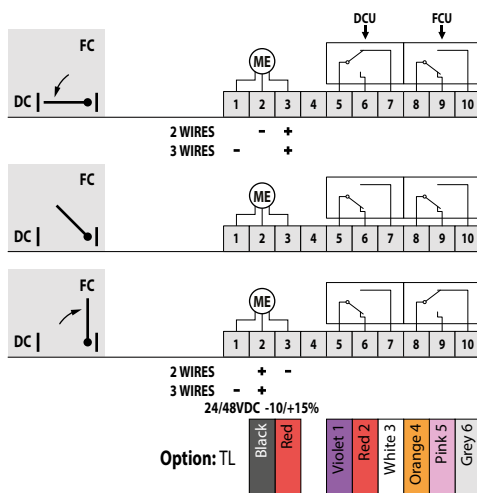 DCU FCU
FC
DC
ME
1 2 3 4 5 6 7 8 9 10
2 WIRES - +
3 WIRES - +
FC
DC
ME
1 2 3 4 5 6 7 8 9 10
FC
DC
ME
1 2 3 4 5 6 7 8 9 10
2 WIRES + -
3 WIRES - +
24/48VDC -10/+15%
Option: TL
Black
Red
Violet 1
Red 2
White 3
Orange 4
Pink 5
Grey 6